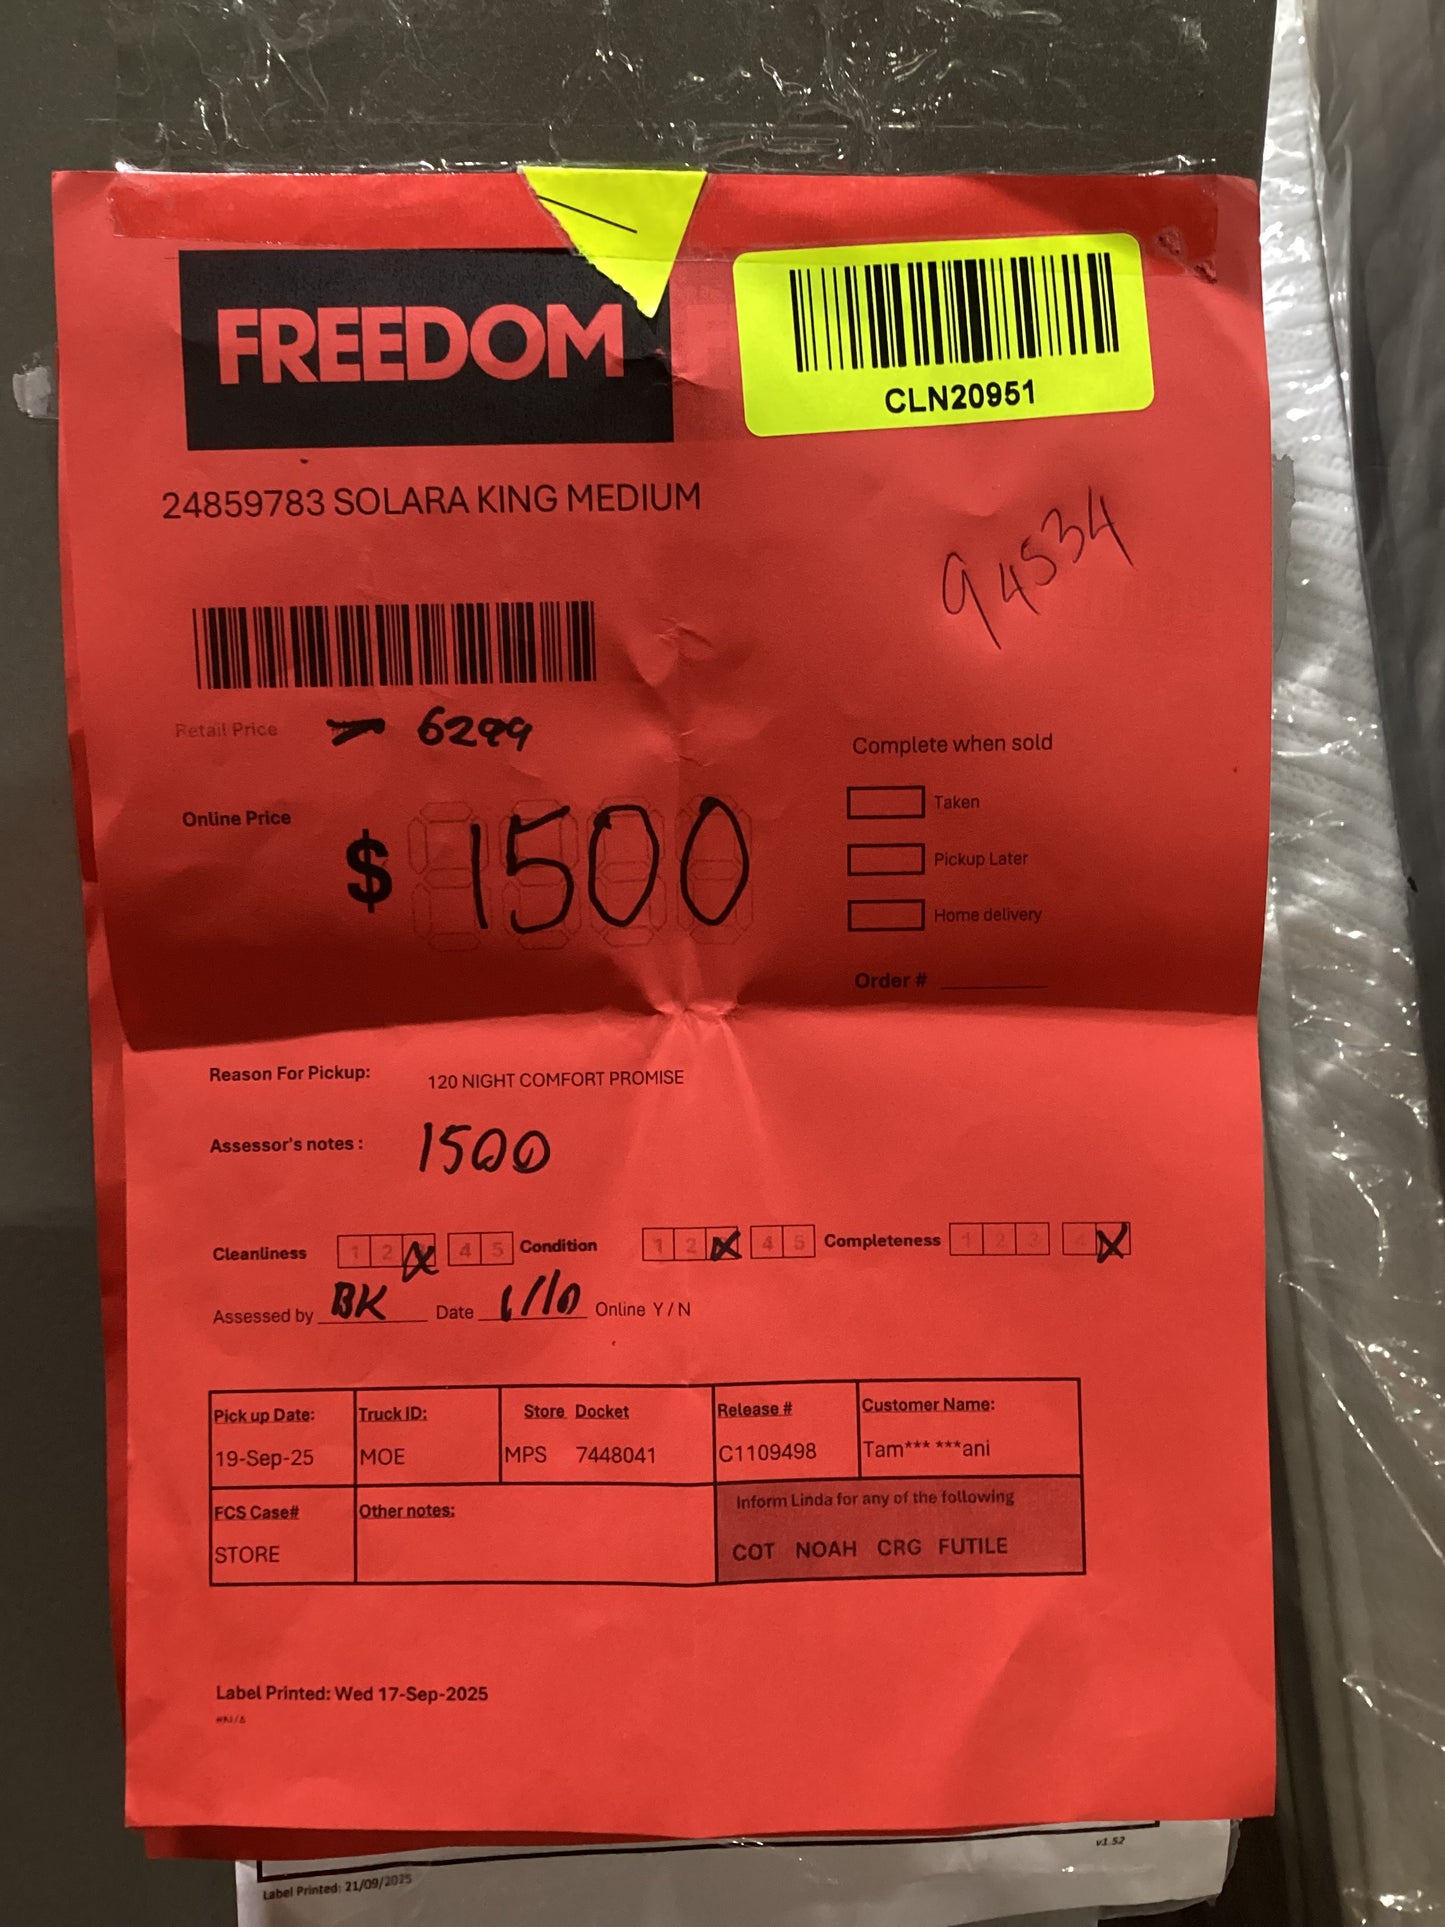 FREEDOM
CLN20951
24859783 SOLARA KING MEDIUM
94534
Retail Price 6299
Online Price $ 1500
Complete when sold
Taken
Pickup Later
Home delivery
Order #
Reason For Pickup: 120 NIGHT COMFORT PROMISE
Assessor's notes : 1500
Cleanliness 1 2 4 5 Condition 1 2 4 5 Completeness 1 2 3 4
Assessed by BK Date 1/10 Online Y / N
Pick up Date: Truck ID: Store Docket Release # Customer Name:
19-Sep-25 MOE MPS 7448041 C1109498 Tam*** ***ani
FCS Case# Other notes: Inform Linda for any of the following
STORE COT NOAH CRG FUTILE
Label Printed: Wed 17-Sep-2025
#N/A
v1.52
Label Printed: 21/09/2025